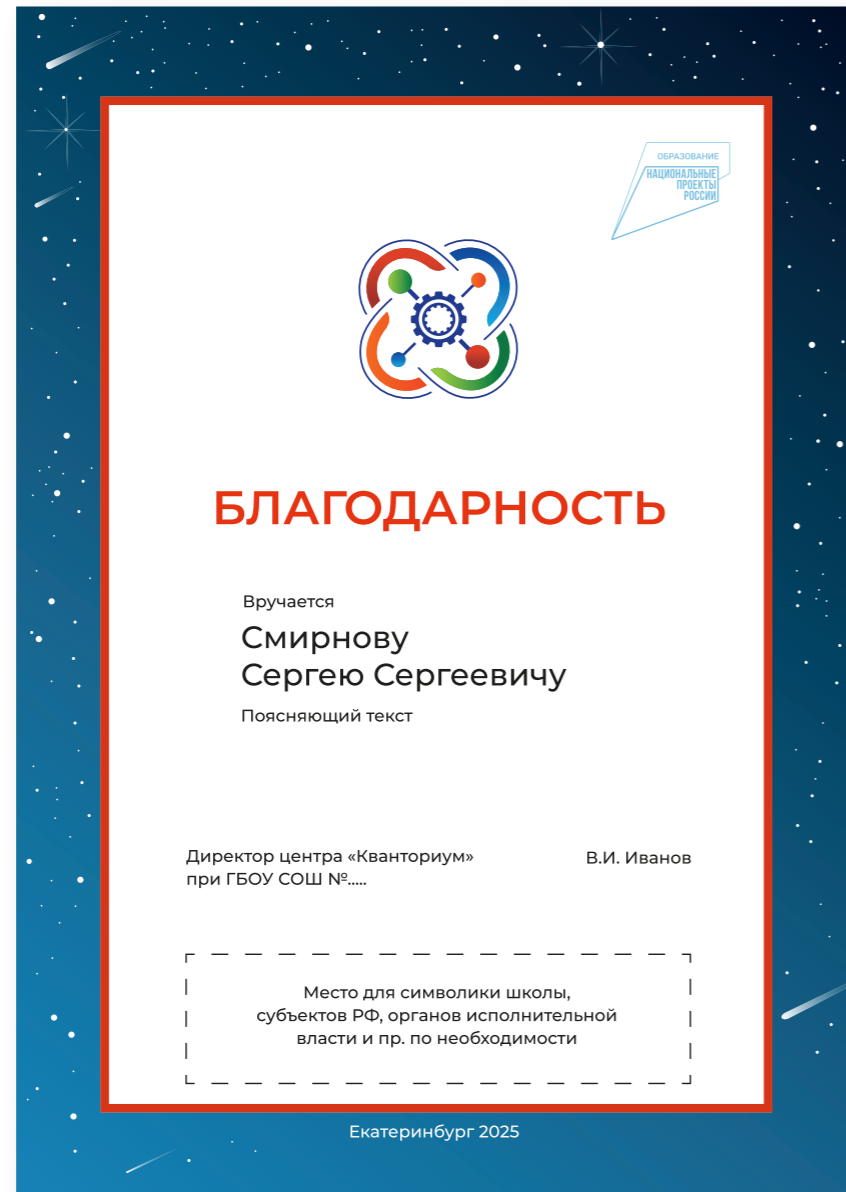 ОБРАЗОВАНИЕ
НАЦИОНАЛЬНЫЕ
ПРОЕКТЫ
РОССИИ
БЛАГОДАРНОСТЬ
Вручается
Смирнову
Сергею Сергеевичу
Поясняющий текст
Директор центра «Кванториум»
при ГБОУ СОШ №.....
В.И. Иванов
Место для символики школы,
субъектов РФ, органов исполнительной
власти и пр. по необходимости
Екатеринбург 2025